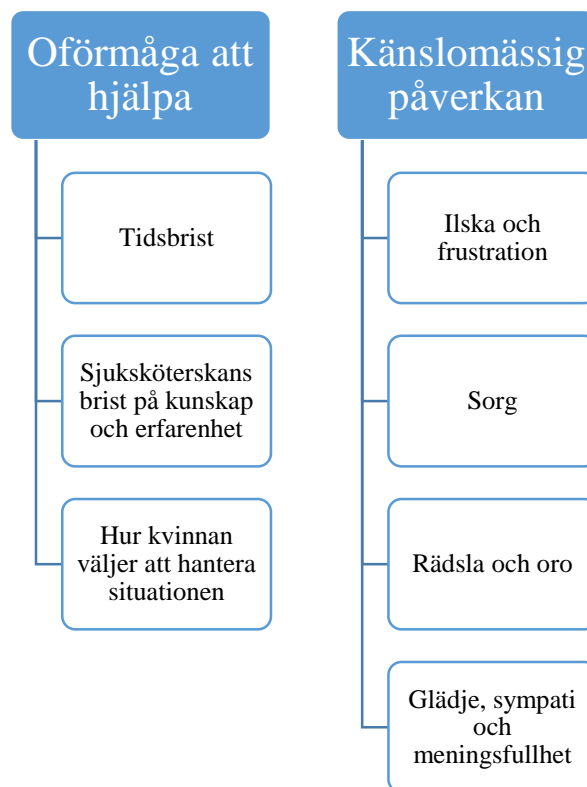 Oförmåga att
hjälpa
Tidsbrist
Sjuksköterskans
brist på kunskap
och erfarenhet
Hur kvinnan
väljer att hantera
situationen
Känslomässig
påverkan
Ilska och
frustration
Sorg
Rädsla och oro
Glädje, sympati
och
meningsfullhet